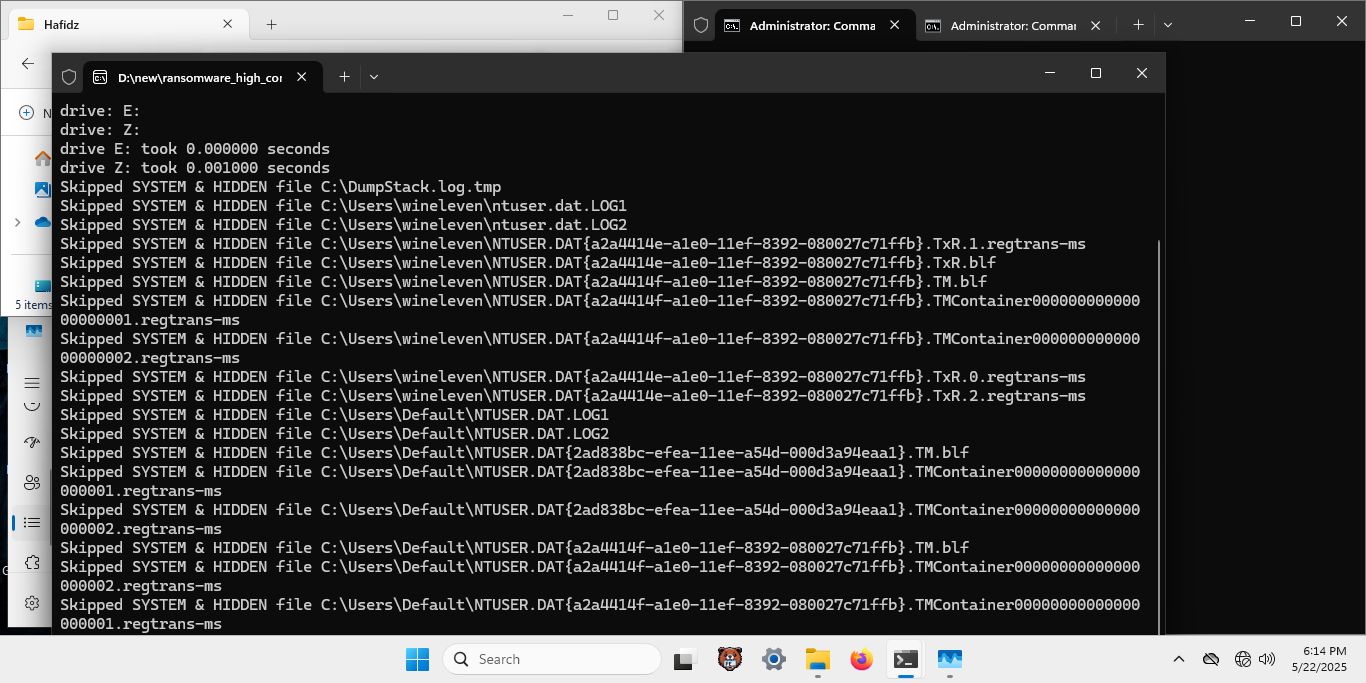 Hafidz
Administrator: Comma
Administrator: Commar
D:\new\ransomware_high_cor
N
drive: E:
drive: Z:
drive E: took 0.000000 seconds
drive Z: took 0.001000 seconds
Skipped SYSTEM & HIDDEN file C:\DumpStack.log.tmp
Skipped SYSTEM & HIDDEN file C:\Users\wineleven\ntuser.dat.LOG1
Skipped SYSTEM & HIDDEN file C:\Users\wineleven\ntuser.dat.LOG2
Skipped SYSTEM & HIDDEN file C:\Users\wineleven\NTUSER.DAT{a2a4414e-a1e0-11ef-8392-080027c71ffb}.TxR.1.regtrans-ms
Skipped SYSTEM & HIDDEN file C:\Users\wineleven\NTUSER.DAT{a2a4414e-a1e0-11ef-8392-080027c71ffb}.TxR.blf
Skipped SYSTEM & HIDDEN file C:\Users\wineleven\NTUSER.DAT{a2a4414f-a1e0-11ef-8392-080027c71ffb}.TM.blf
Skipped SYSTEM & HIDDEN file C:\Users\wineleven\NTUSER.DAT{a2a4414f-a1e0-11ef-8392-080027c71ffb}.TMContainer000000000000
00000001.regtrans-ms
Skipped SYSTEM & HIDDEN file C:\Users\wineleven\NTUSER.DAT{a2a4414f-a1e0-11ef-8392-080027c71ffb}.TMContainer000000000000
00000002.regtrans-ms
Skipped SYSTEM & HIDDEN file C:\Users\wineleven\NTUSER.DAT{a2a4414e-a1e0-11ef-8392-080027c71ffb}.TxR.0.regtrans-ms
Skipped SYSTEM & HIDDEN file C:\Users\wineleven\NTUSER.DAT{a2a4414e-a1e0-11ef-8392-080027c71ffb}.TxR.2.regtrans-ms
Skipped SYSTEM & HIDDEN file C:\Users\Default\NTUSER.DAT.LOG1
Skipped SYSTEM & HIDDEN file C:\Users\Default\NTUSER.DAT.LOG2
Skipped SYSTEM & HIDDEN file C:\Users\Default\NTUSER.DAT{2ad838bc-efea-11ee-a54d-000d3a94eaa1}.TM.blf
Skipped SYSTEM & HIDDEN file C:\Users\Default\NTUSER.DAT{2ad838bc-efea-11ee-a54d-000d3a94eaa1}.TMContainer00000000000000
000001.regtrans-ms
Skipped SYSTEM & HIDDEN file C:\Users\Default\NTUSER.DAT{2ad838bc-efea-11ee-a54d-000d3a94eaa1}.TMContainer00000000000000
000002.regtrans-ms
Skipped SYSTEM & HIDDEN file C:\Users\Default\NTUSER.DAT{a2a4414f-a1e0-11ef-8392-080027c71ffb}.TM.blf
Skipped SYSTEM & HIDDEN file C:\Users\Default\NTUSER.DAT{a2a4414f-a1e0-11ef-8392-080027c71ffb}.TMContainer00000000000000
000002.regtrans-ms
Skipped SYSTEM & HIDDEN file C:\Users\Default\NTUSER.DAT{a2a4414f-a1e0-11ef-8392-080027c71ffb}.TMContainer00000000000000
000001.regtrans-ms
5 items
Search
6:14 PM
5/22/2025